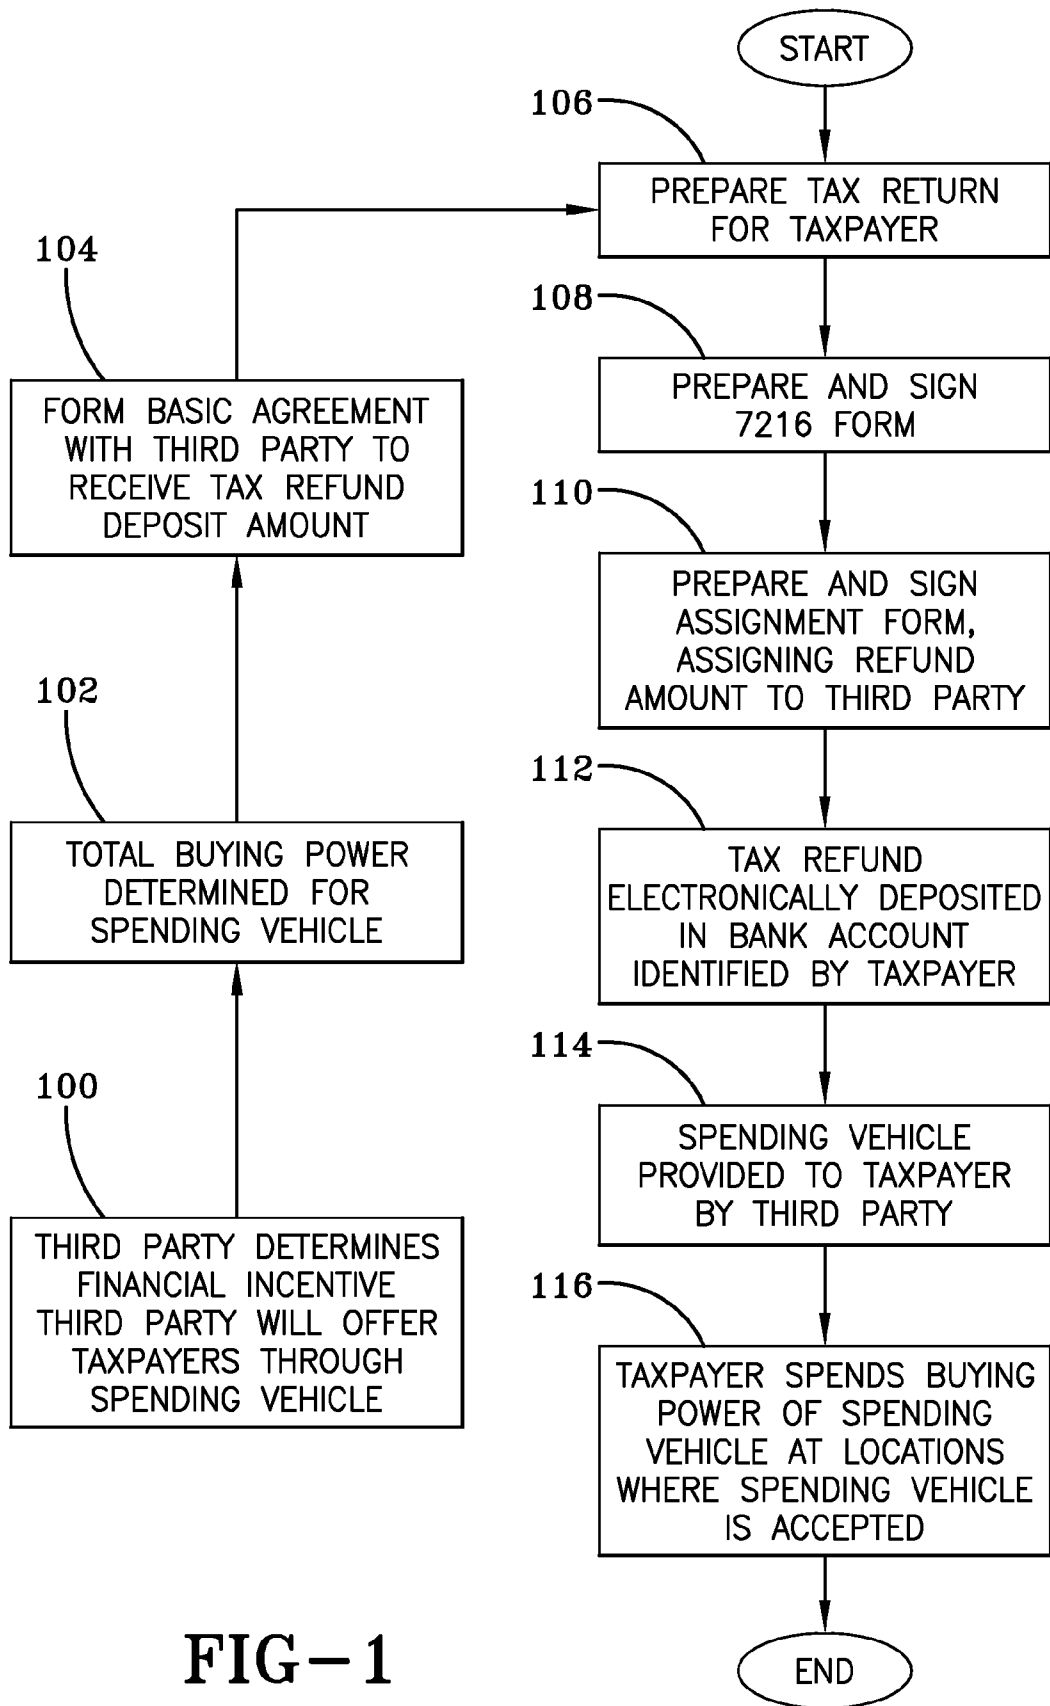 START
106
PREPARE TAX RETURN
FOR TAXPAYER
104
108
FORM BASIC AGREEMENT
WITH THIRD PARTY TO
RECEIVE TAX REFUND
DEPOSIT AMOUNT
PREPARE AND SIGN
7216 FORM
110
PREPARE AND SIGN
ASSIGNMENT FORM,
ASSIGNING REFUND
AMOUNT TO THIRD PARTY
102
112
TOTAL BUYING POWER
DETERMINED FOR
SPENDING VEHICLE
TAX REFUND
ELECTRONICALLY DEPOSITED
IN BANK ACCOUNT
IDENTIFIED BY TAXPAYER
114
100
SPENDING VEHICLE
PROVIDED TO TAXPAYER
BY THIRD PARTY
THIRD PARTY DETERMINES
FINANCIAL INCENTIVE
THIRD PARTY WILL OFFER
TAXPAYERS THROUGH
SPENDING VEHICLE
116
TAXPAYER SPENDS BUYING
POWER OF SPENDING
VEHICLE AT LOCATIONS
WHERE SPENDING VEHICLE
IS ACCEPTED
FIG-1
END